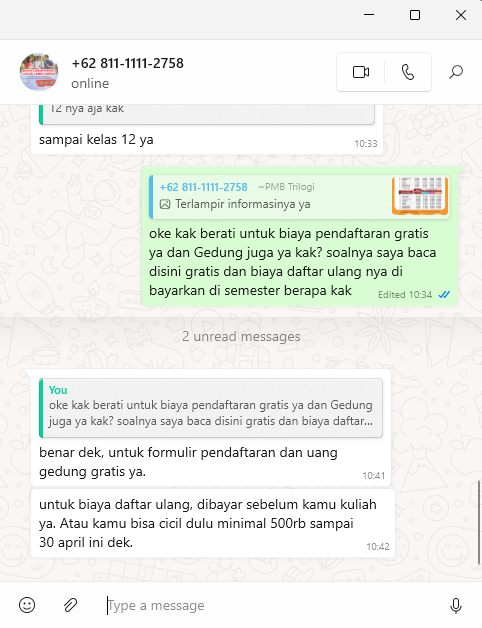 +62 811-1111-2758
online
12 nya aja kak
sampai kelas 12 ya
10:33
+62 811-1111-2758 ~PMB Trilogi
Terlampir informasinya ya
oke kak berati untuk biaya pendaftaran gratis
ya dan Gedung juga ya kak? soalnya saya baca
disini gratis dan biaya daftar ulang nya di
bayarkan di semester berapa kak
Edited 10:34
2 unread messages
You
oke kak berati untuk biaya pendaftaran gratis ya dan Gedung
juga ya kak? soalnya saya baca disini gratis dan biaya daftar...
benar dek, untuk formulir pendaftaran dan uang
gedung gratis ya.
10:41
untuk biaya daftar ulang, dibayar sebelum kamu kuliah
ya. Atau kamu bisa cicil dulu minimal 500rb sampai
30 april ini dek.
10:42
Type a message